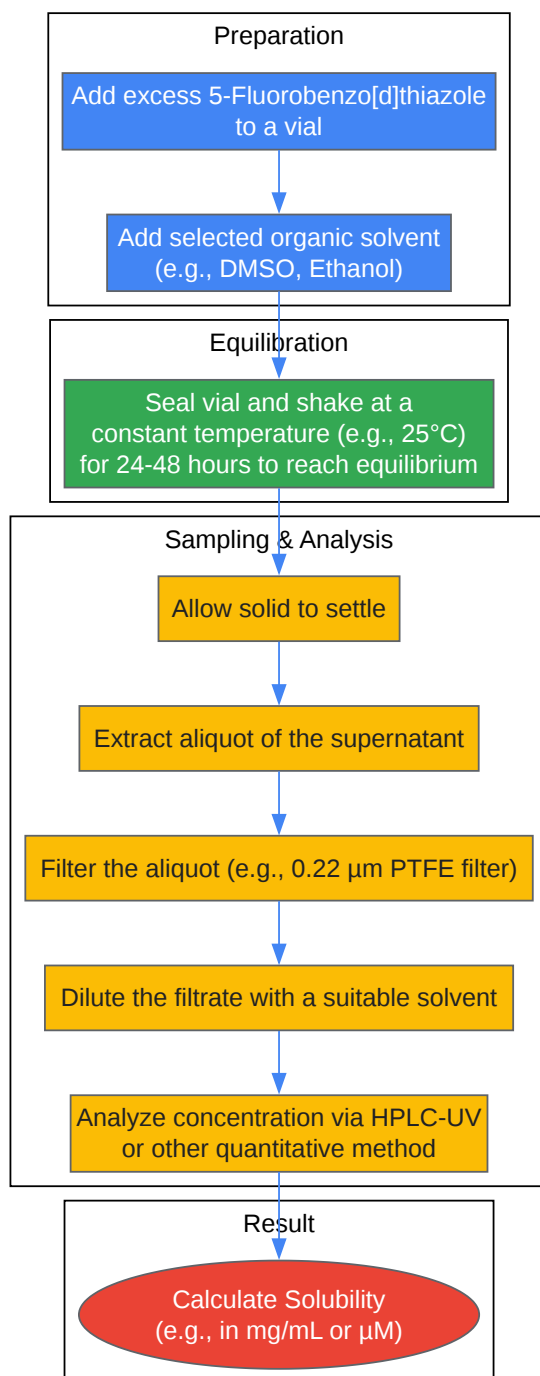 Preparation
Add excess 5-Fluorobenzo[d]thiazole
to a vial
Add selected organic solvent
(e.g., DMSO, Ethanol)
Equilibration
Seal vial and shake at a
constant temperature (e.g., 25°C)
for 24-48 hours to reach equilibrium
Sampling & Analysis
Allow solid to settle
Extract aliquot of the supernatant
Filter the aliquot (e.g., 0.22 µm PTFE filter)
Dilute the filtrate with a suitable solvent
Analyze concentration via HPLC-UV
or other quantitative method
Result
Calculate Solubility
(e.g., in mg/mL or µM)